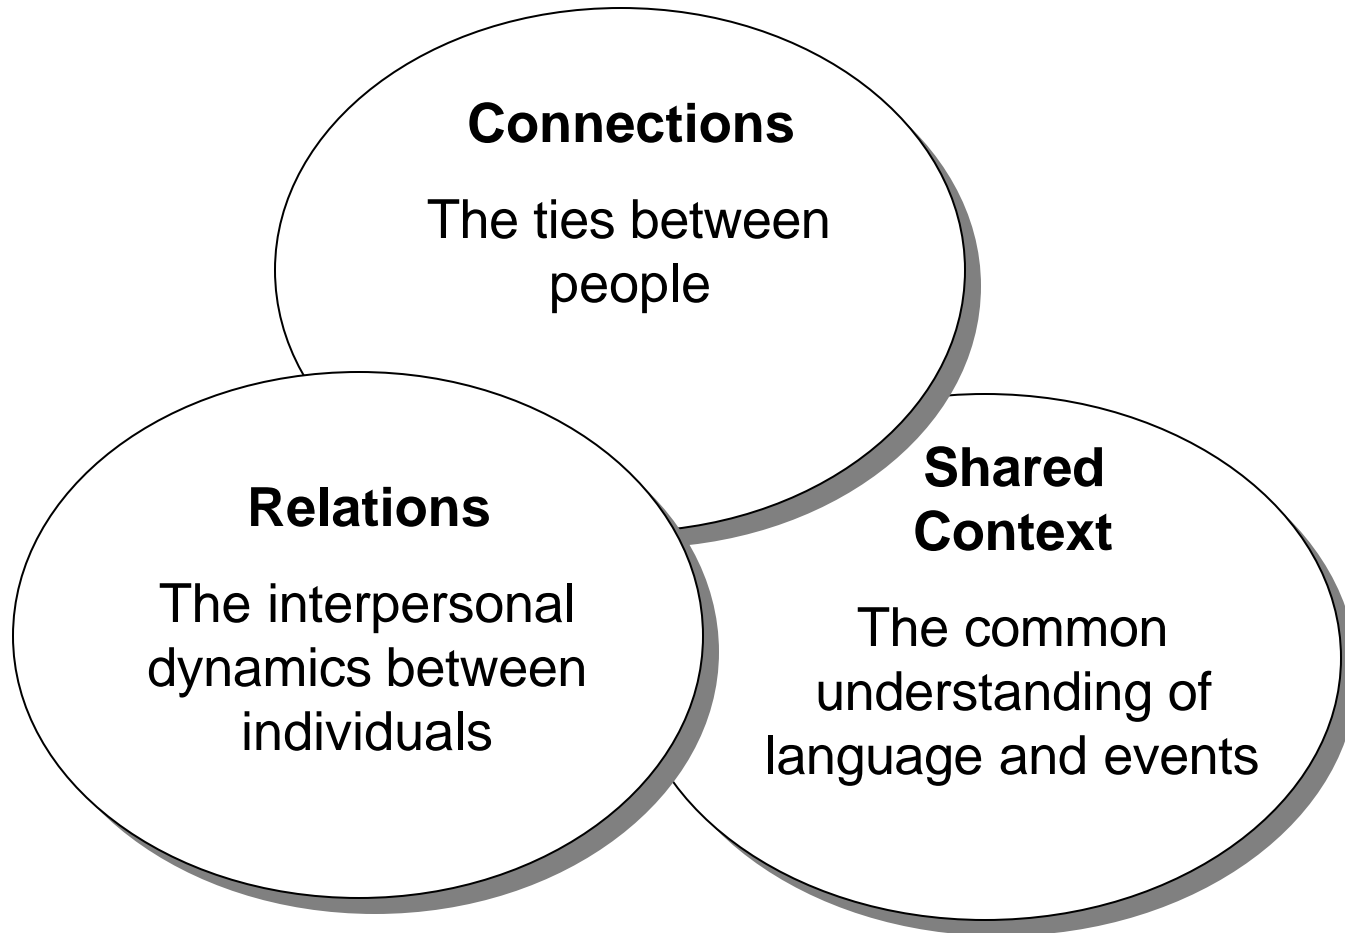 Connections
The ties between
people
Relations
The interpersonal
dynamics between
individuals
Shared
Context
The common
understanding of
language and events